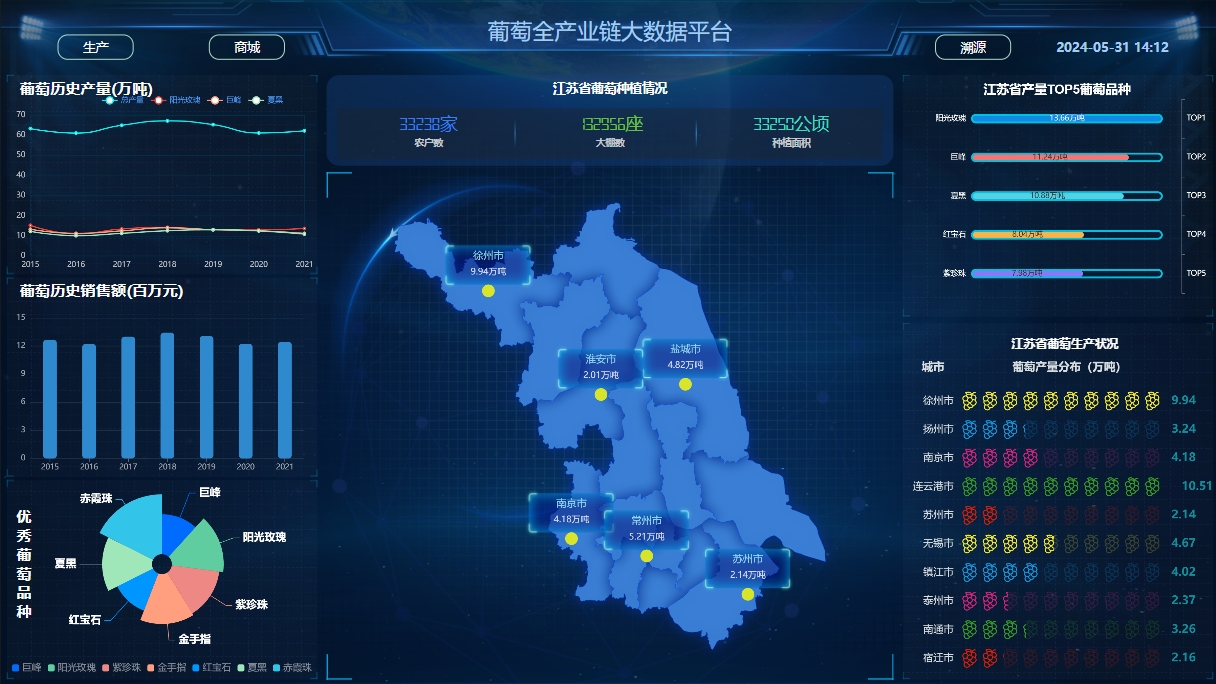 葡萄全产业链大数据平台
生产
商城
溯源
2024-05-31 14:12
葡萄历史产量(万吨)
总产量 阳光玫瑰 巨峰 夏黑
70
60
50
40
30
20
10
0
2015 2016 2017 2018 2019 2020 2021
葡萄历史销售额(百万元)
15
12
9
6
3
0
2015 2016 2017 2018 2019 2020 2021
优秀葡萄品种
赤霞珠
巨峰
阳光玫瑰
夏黑
紫珍珠
红宝石
金手指
巨峰 阳光玫瑰 紫珍珠 金手指 红宝石 夏黑 赤霞珠
江苏省葡萄种植情况
家 座 公顷
农户数 大棚数 种植面积
徐州市
9.94万吨
淮安市
2.01万吨
盐城市
4.82万吨
南京市
4.18万吨
常州市
5.21万吨
苏州市
2.14万吨
江苏省产量TOP5葡萄品种
阳光玫瑰 13.66万吨 TOP1
巨峰 11.24万吨 TOP2
夏黑 10.88万吨 TOP3
红宝石 8.04万吨 TOP4
紫珍珠 7.98万吨 TOP5
江苏省葡萄生产状况
城市 葡萄产量分布（万吨）
徐州市 9.94
扬州市 3.24
南京市 4.18
连云港市 10.51
苏州市 2.14
无锡市 4.67
镇江市 4.02
泰州市 2.37
南通市 3.26
宿迁市 2.16